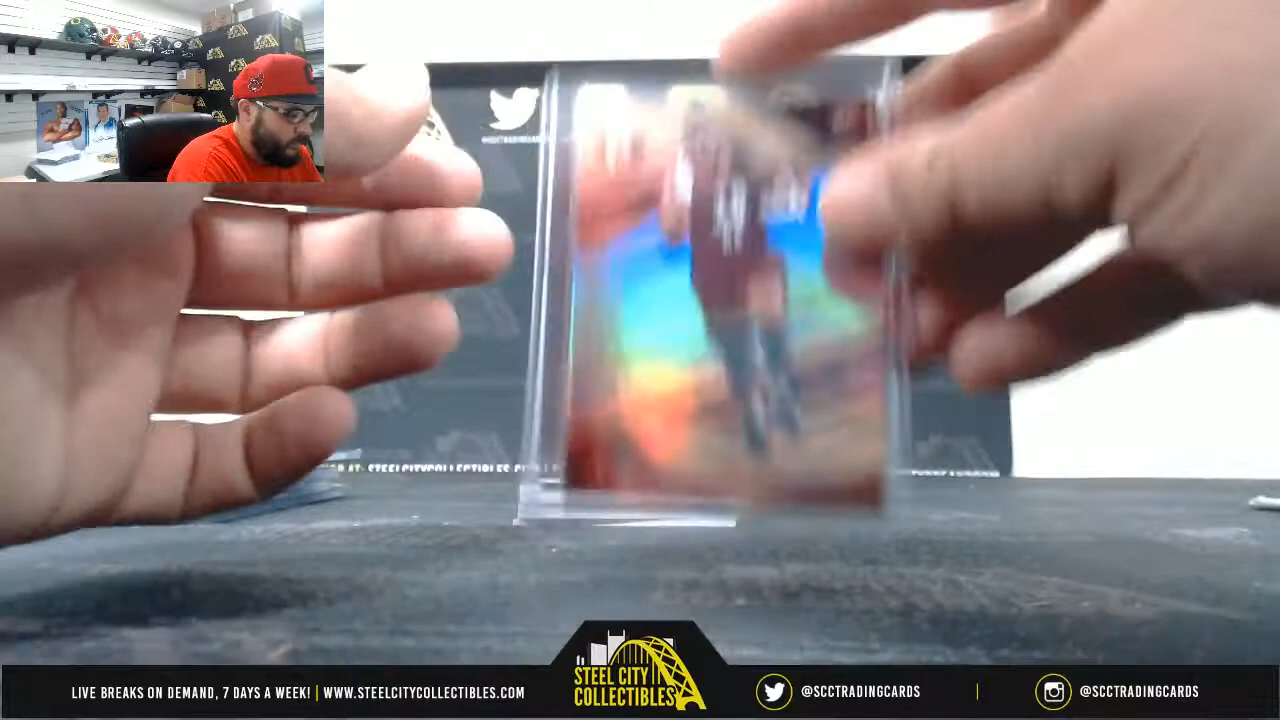 LIVE BREAKS ON DEMAND, 7 DAYS A WEEK! | WWW.STEELCITYCOLLECTIBLES.COM
STEEL CITY
COLLECTIBLES
@SCCTRADINGCARDS
@SCCTRADINGCARDS